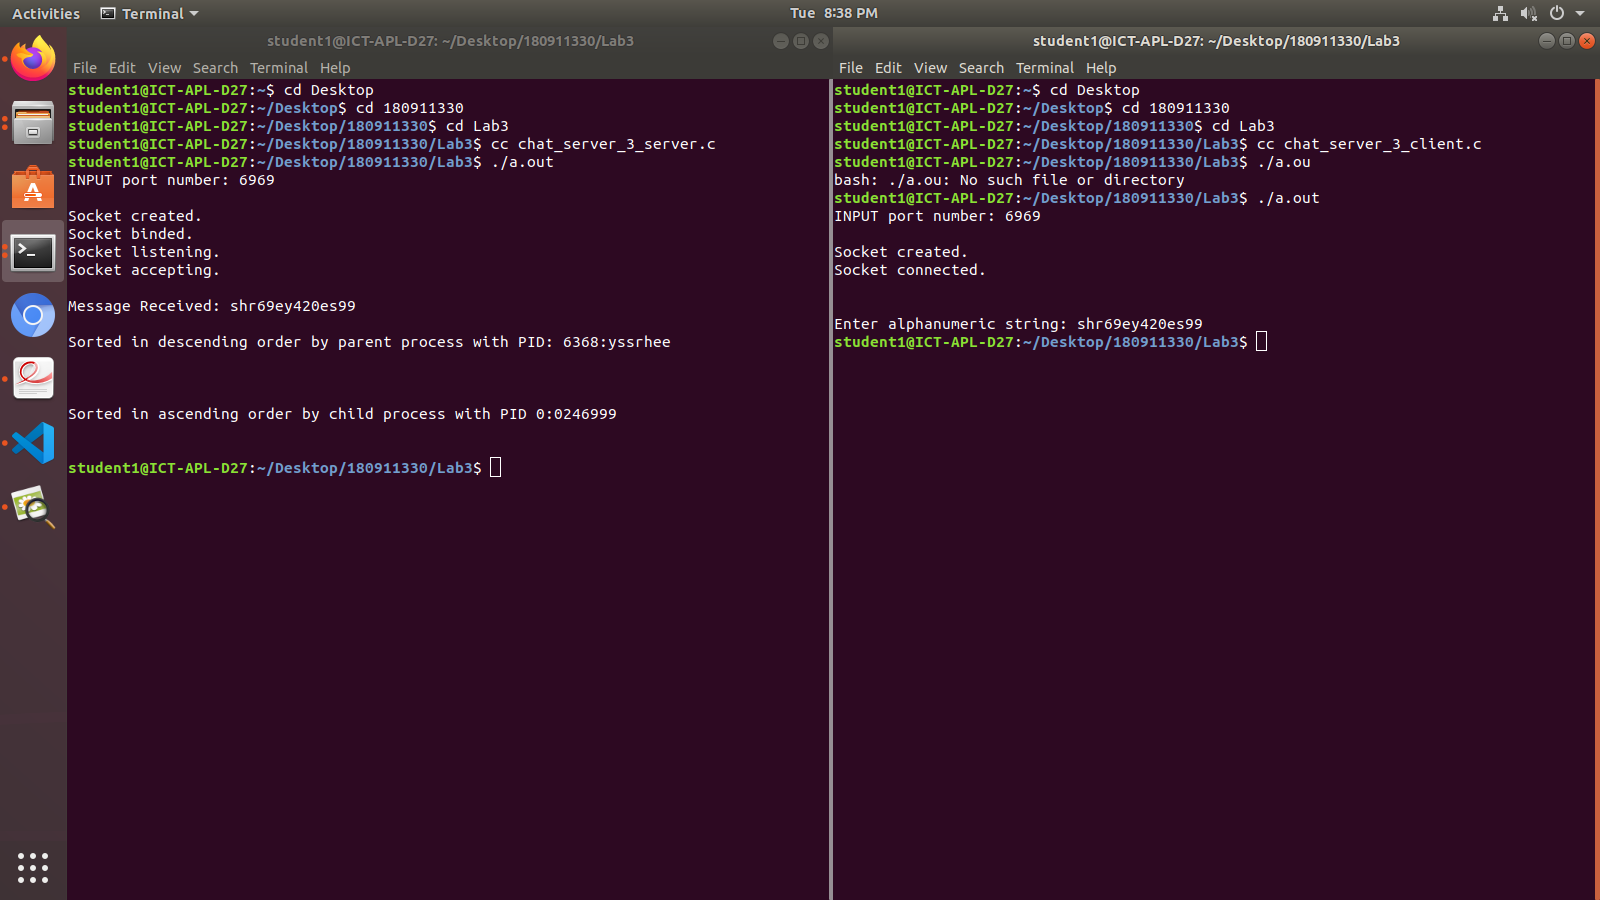 Activities Terminal Tue 8:38 PM
student1@ICT-APL-D27: ~/Desktop/180911330/Lab3
File Edit View Search Terminal Help
student1@ICT-APL-D27:~$ cd Desktop
student1@ICT-APL-D27:~/Desktop$ cd 180911330
student1@ICT-APL-D27:~/Desktop/180911330$ cd Lab3
student1@ICT-APL-D27:~/Desktop/180911330/Lab3$ cc chat_server_3_server.c
student1@ICT-APL-D27:~/Desktop/180911330/Lab3$ ./a.out
INPUT port number: 6969
Socket created.
Socket binded.
Socket listening.
Socket accepting.
Message Received: shr69ey420es99
Sorted in descending order by parent process with PID: 6368:yssrhee
Sorted in ascending order by child process with PID 0:0246999
student1@ICT-APL-D27:~/Desktop/180911330/Lab3$
student1@ICT-APL-D27: ~/Desktop/180911330/Lab3
File Edit View Search Terminal Help
student1@ICT-APL-D27:~$ cd Desktop
student1@ICT-APL-D27:~/Desktop$ cd 180911330
student1@ICT-APL-D27:~/Desktop/180911330$ cd Lab3
student1@ICT-APL-D27:~/Desktop/180911330/Lab3$ cc chat_server_3_client.c
student1@ICT-APL-D27:~/Desktop/180911330/Lab3$ ./a.ou
bash: ./a.ou: No such file or directory
student1@ICT-APL-D27:~/Desktop/180911330/Lab3$ ./a.out
INPUT port number: 6969
Socket created.
Socket connected.
Enter alphanumeric string: shr69ey420es99
student1@ICT-APL-D27:~/Desktop/180911330/Lab3$